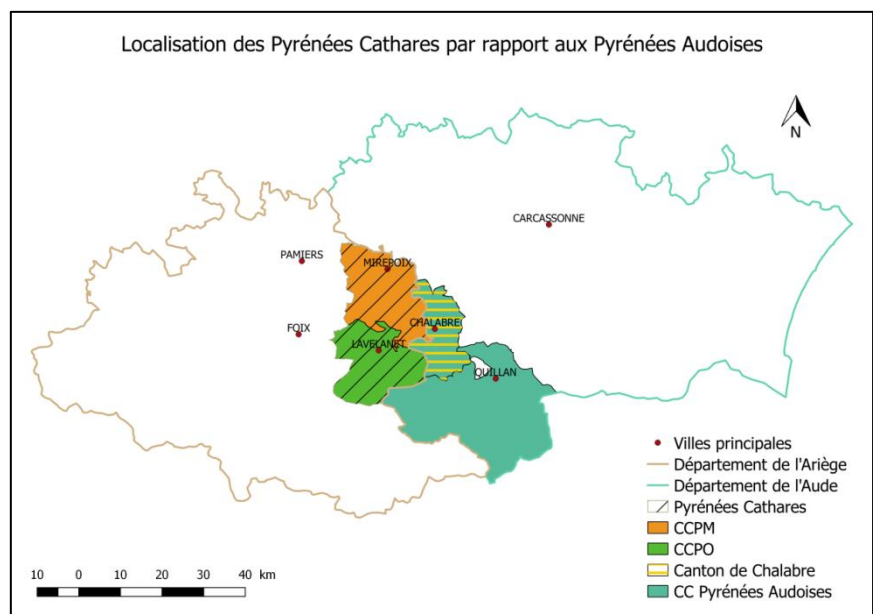 Localisation des Pyrénées Cathares par rapport aux Pyrénées Audoises
N
CARCASSONNE
PAMIERS
MIREPOIX
FOIX
CHALABRE
LAVELANET
QUILLAN
Villes principales
Département de l'Ariège
Département de l'Aude
Pyrénées Cathares
CCPM
CCPO
Canton de Chalabre
CC Pyrénées Audoises
10 0 10 20 30 40 km